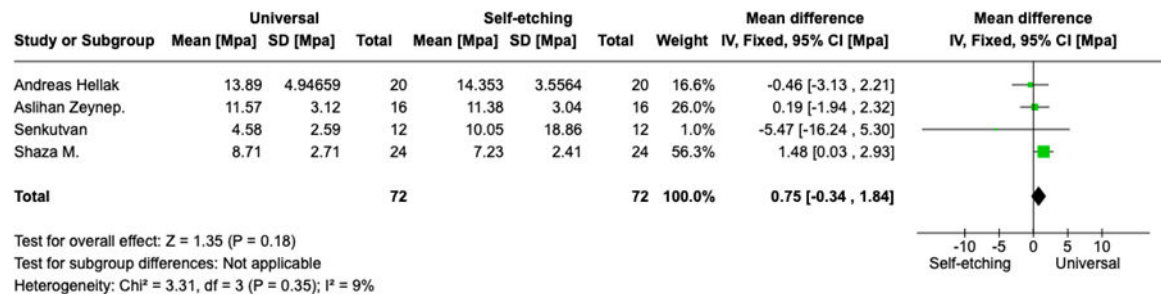 Universal Self-etching Mean difference Mean difference
Study or Subgroup Mean [Mpa] SD [Mpa] Total Mean [Mpa] SD [Mpa] Total Weight IV, Fixed, 95% CI [Mpa] IV, Fixed, 95% CI [Mpa]
Andreas Hellak 13.89 4.94659 20 14.353 3.5564 20 16.6% -0.46 [-3.13 , 2.21]
Aslihan Zeynep. 11.57 3.12 16 11.38 3.04 16 26.0% 0.19 [-1.94 , 2.32]
Senkutvan 4.58 2.59 12 10.05 18.86 12 1.0% -5.47 [-16.24 , 5.30]
Shaza M. 8.71 2.71 24 7.23 2.41 24 56.3% 1.48 [0.03 , 2.93]
Total 72 72 100.0% 0.75 [-0.34 , 1.84]
Test for overall effect: Z = 1.35 (P = 0.18)
-10 -5 0 5 10
Test for subgroup differences: Not applicable
Self-etching Universal
Heterogeneity: Chi² = 3.31, df = 3 (P = 0.35); I² = 9%